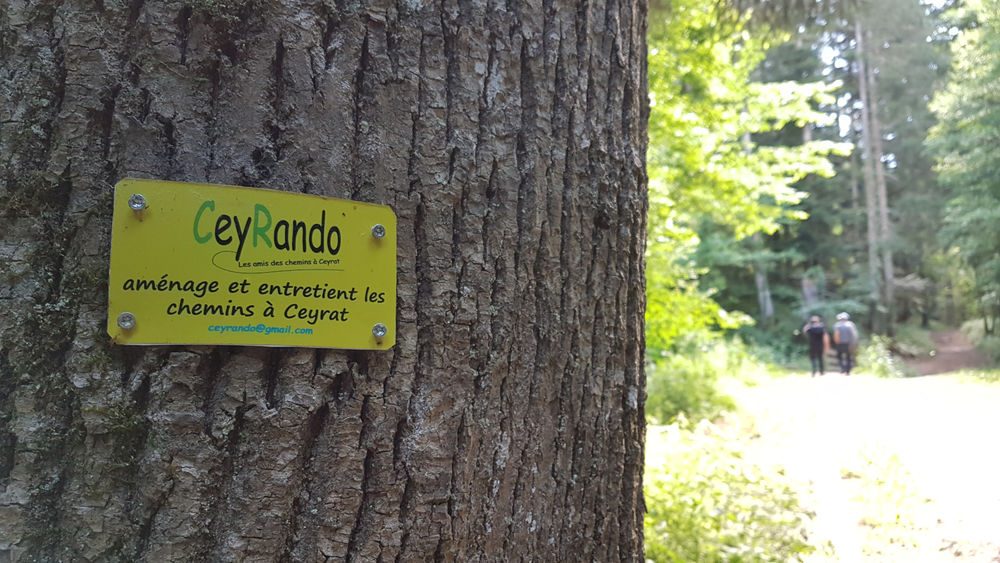 CeyRando
Les amis des chemins à Ceyrat
aménage et entretient les
chemins à Ceyrat
ceyrando@gmail.com